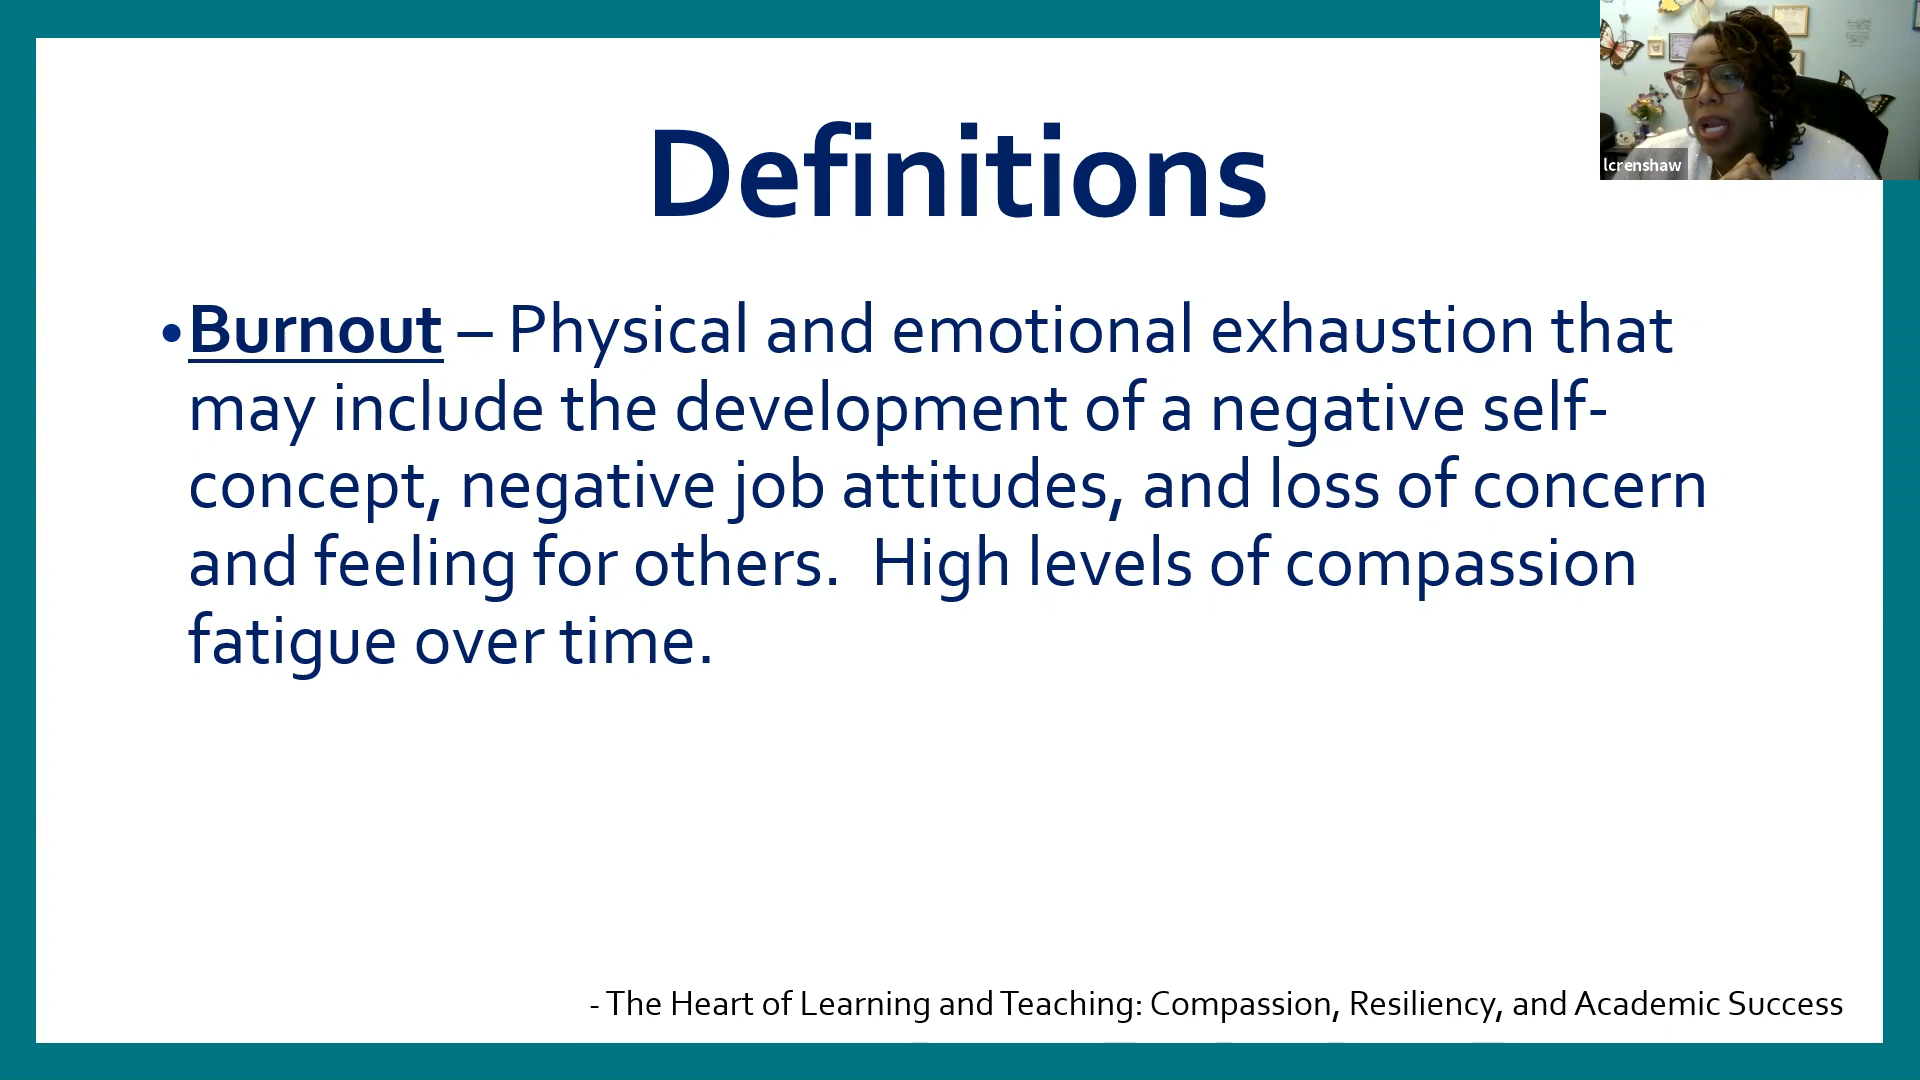 Definitions
•Burnout – Physical and emotional exhaustion that
may include the development of a negative self-
concept, negative job attitudes, and loss of concern
and feeling for others.  High levels of compassion
fatigue over time.
- The Heart of Learning and Teaching: Compassion, Resiliency, and Academic Success
lcrenshaw